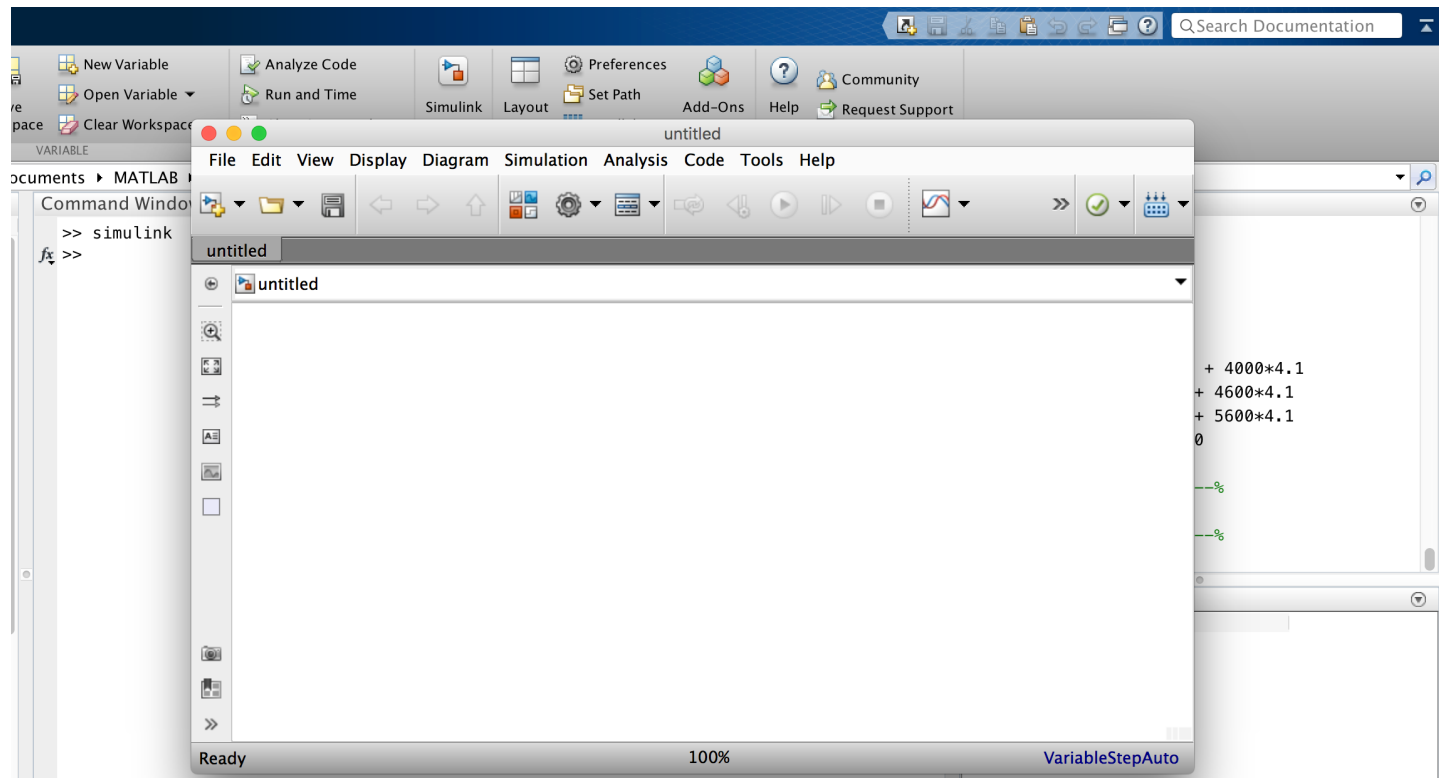 Search Documentation
New Variable
Analyze Code
Preferences
Community
Open Variable
Run and Time
Set Path
Simulink
Layout
Add-Ons
Help
Request Support
Clear Workspace
VARIABLE
untitled
File Edit View Display Diagram Simulation Analysis Code Tools Help
ocuments MATLAB
Command Windo
>> simulink
fx >>
untitled
untitled
+ 4000*4.1
+ 4600*4.1
+ 5600*4.1
0
--%
--%
Ready 100% VariableStepAuto